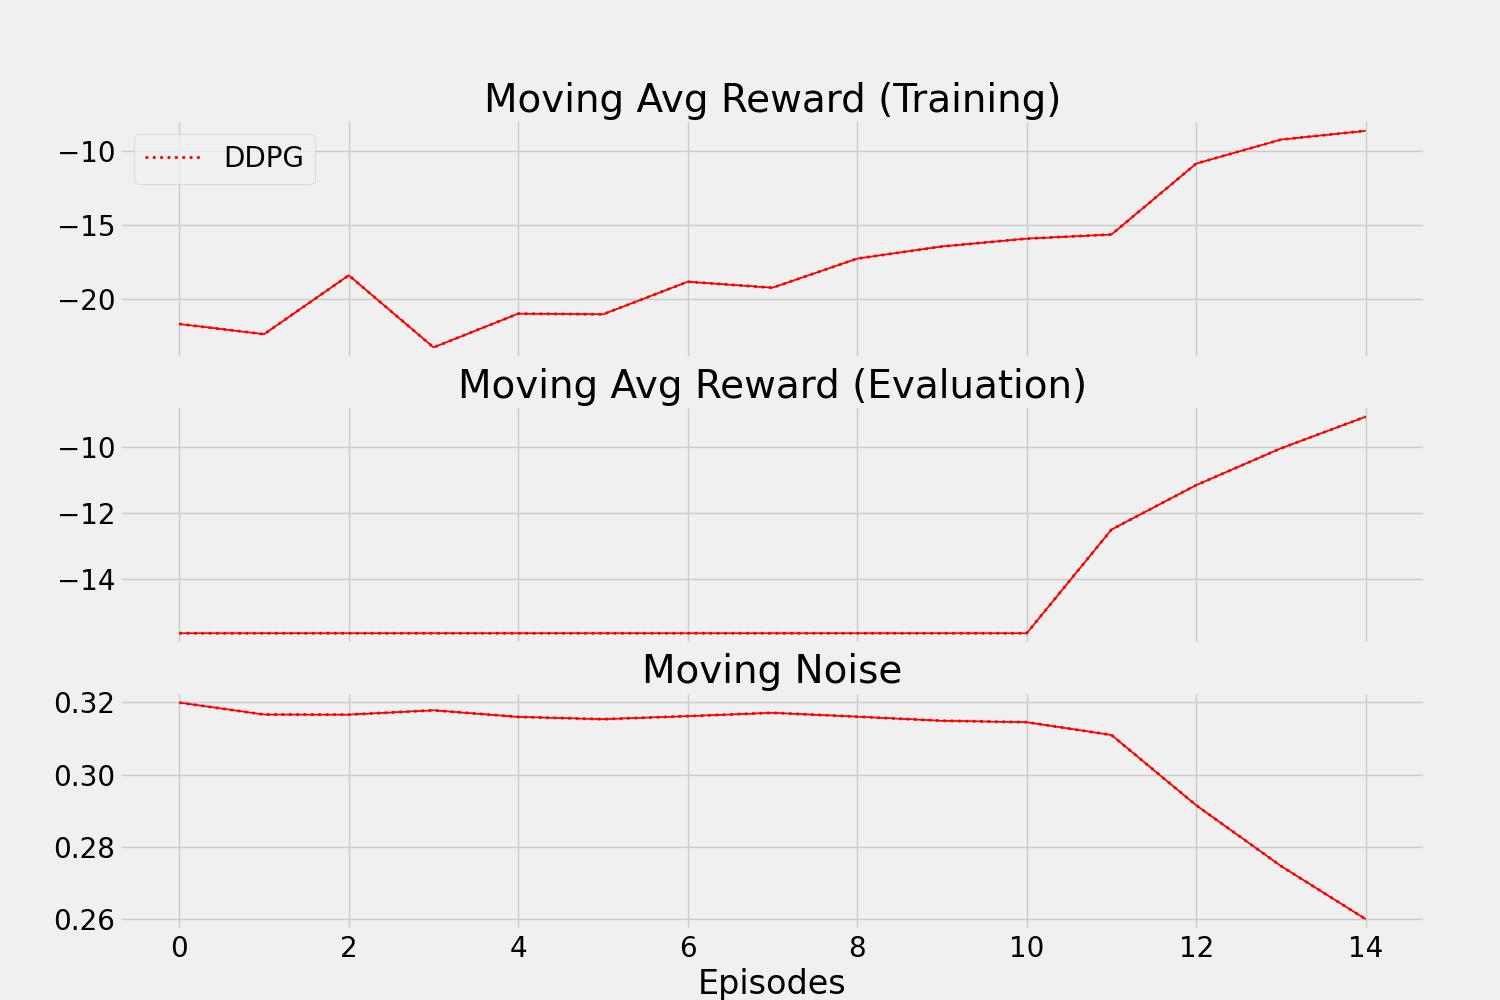 Moving Avg Reward (Training)
DDPG
−10
−15
−20
Moving Avg Reward (Evaluation)
−10
−12
−14
Moving Noise
0.32
0.30
0.28
0.26
0 2 4 6 8 10 12 14
Episodes